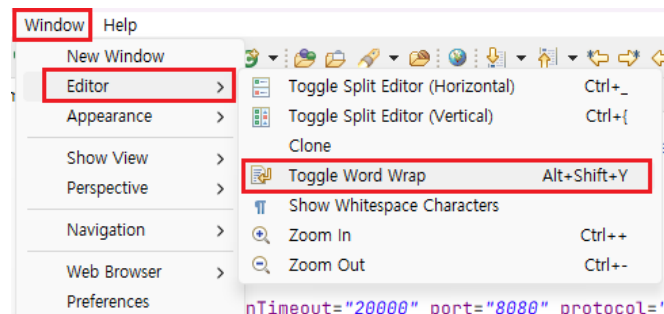 Window Help
New Window
Editor
Appearance
Show View
Perspective
Navigation
Web Browser
Preferences
Toggle Split Editor (Horizontal) Ctrl+_
Toggle Split Editor (Vertical) Ctrl+{
Clone
Toggle Word Wrap Alt+Shift+Y
Show Whitespace Characters
Zoom In Ctrl++
Zoom Out Ctrl+-
nTimeout="20000" port="8080" protocol="